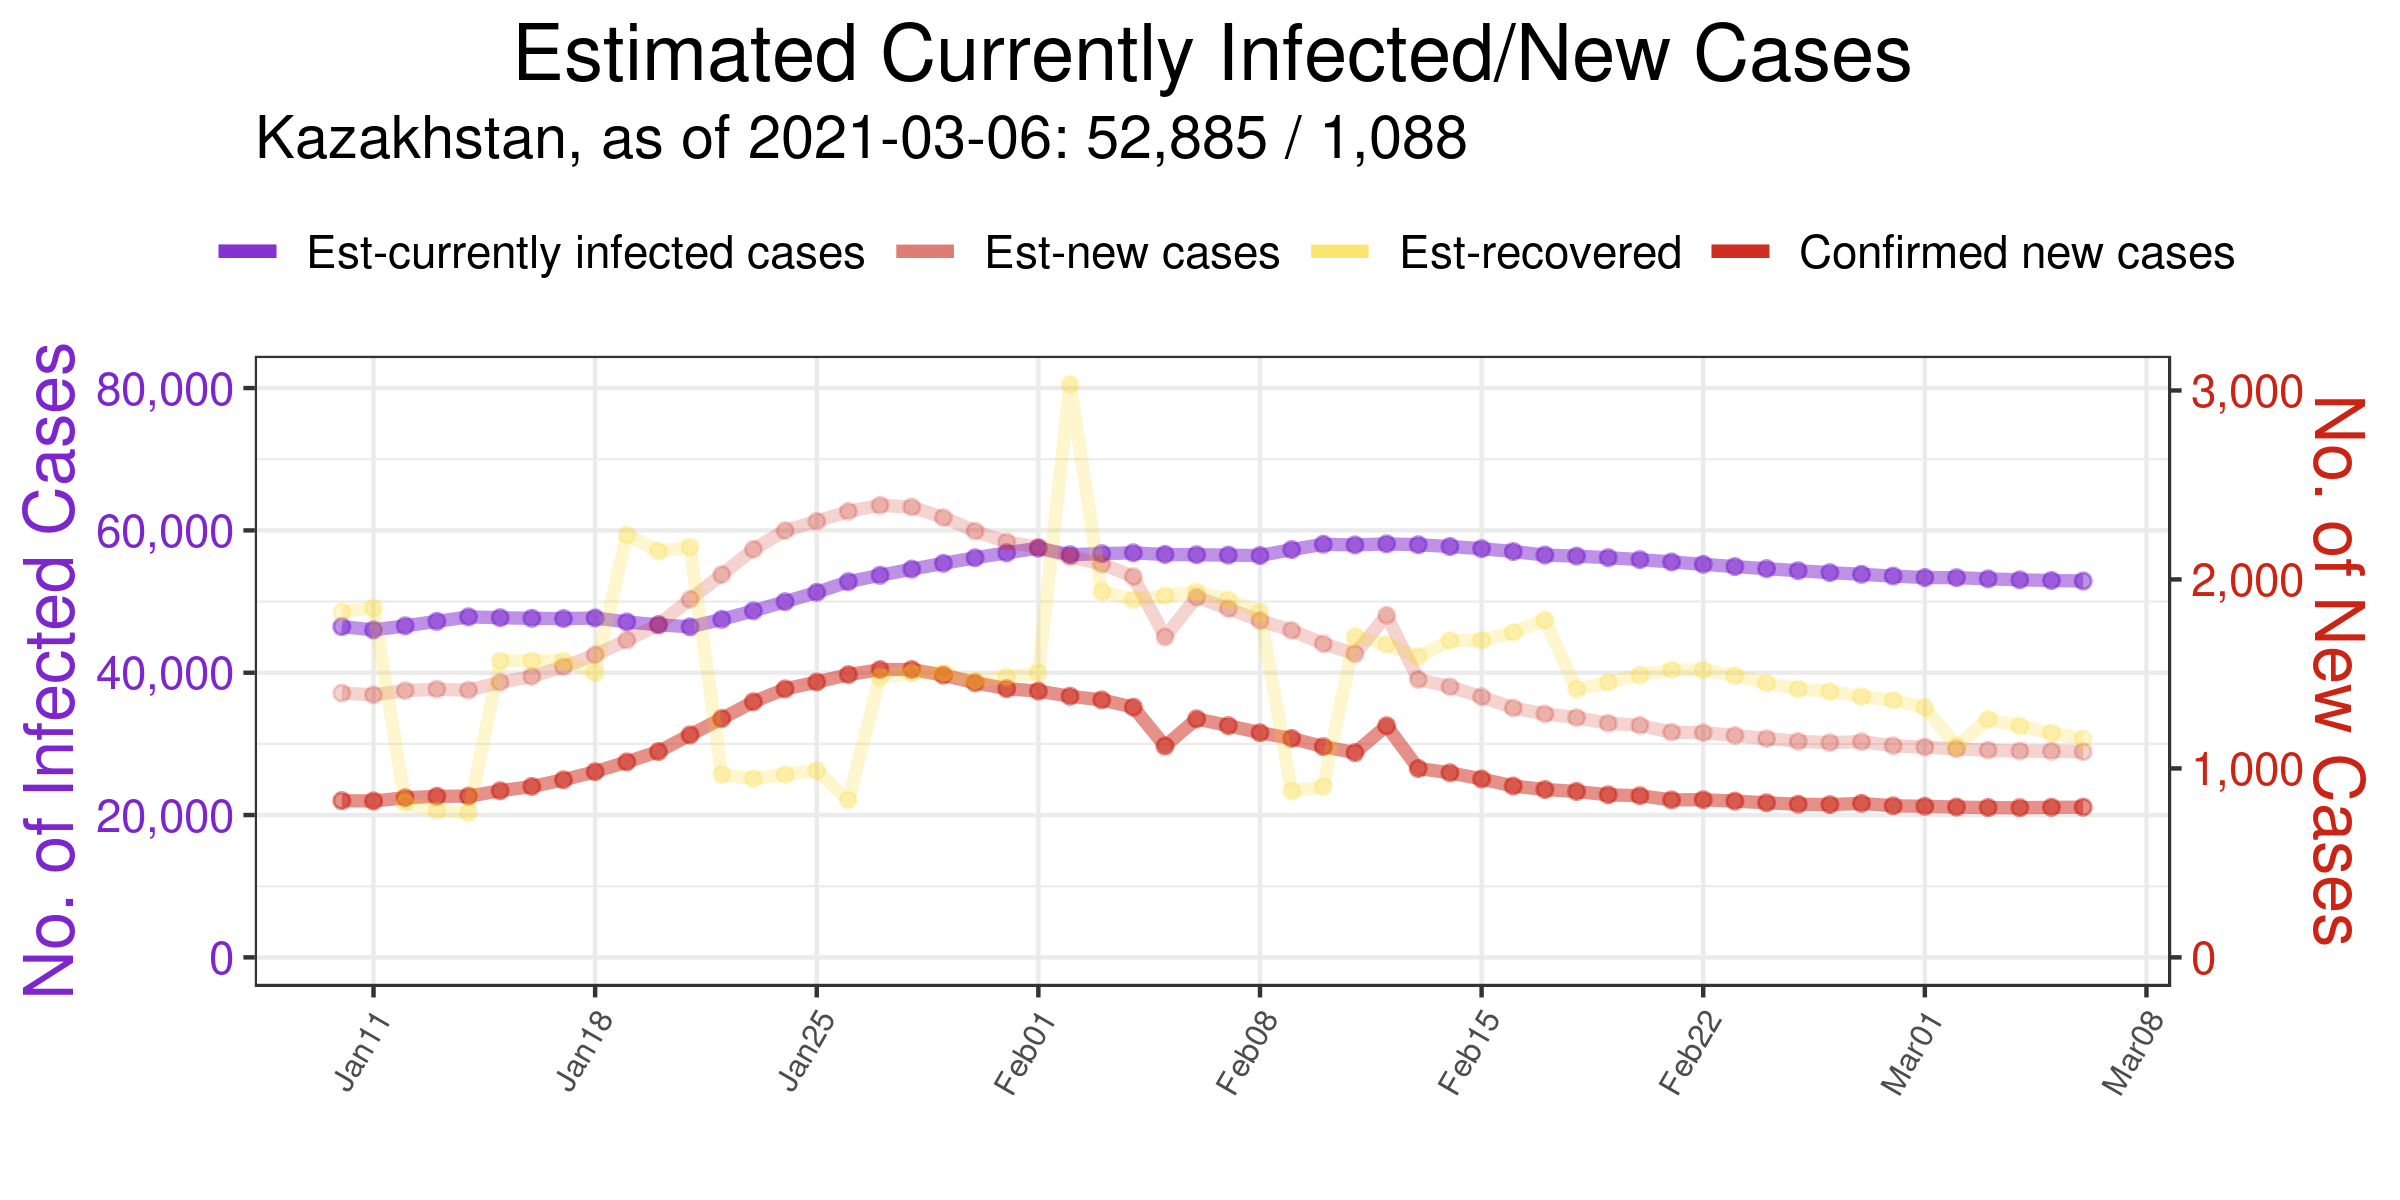 Estimated Currently Infected/New Cases
Kazakhstan, as of 2021-03-06: 52,885 / 1,088
Est-currently infected cases Est-new cases Est-recovered Confirmed new cases
No. of Infected Cases
80,000
60,000
40,000
20,000
0
3,000
2,000
1,000
0
No. of New Cases
Jan11 Jan18 Jan25 Feb01 Feb08 Feb15 Feb22 Mar01 Mar08